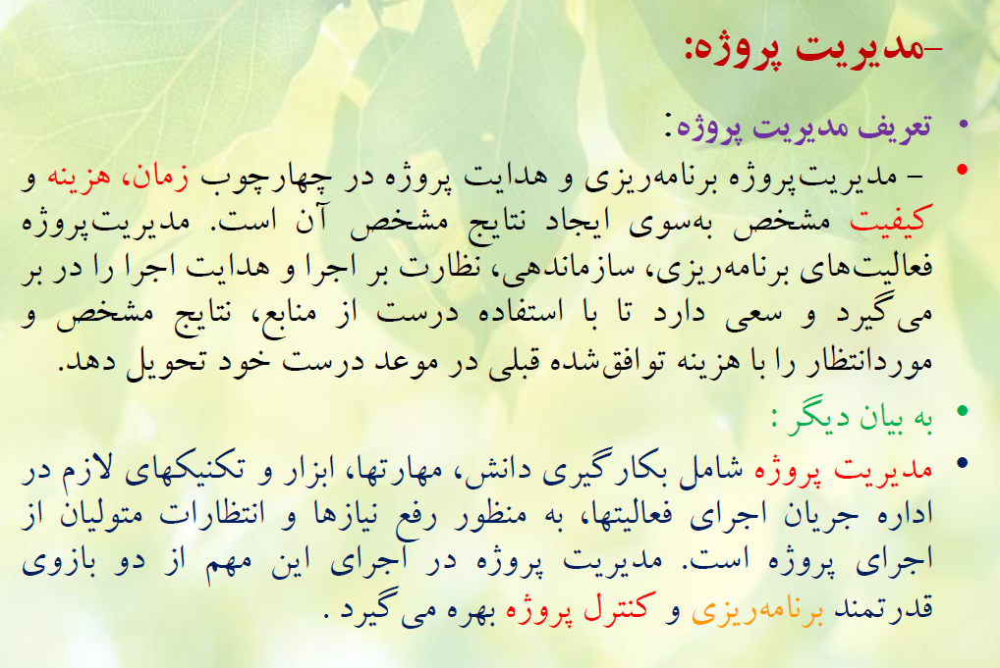 –مدیریت پروژه:
• تعریف مدیریت پروژه:
• – مدیریت‌پروژه برنامه‌ریزی و هدایت پروژه در چهارچوب زمان، هزینه و
کیفیت مشخص به‌سوی ایجاد نتایج مشخص آن است. مدیریت‌پروژه
فعالیت‌های برنامه‌ریزی، سازماندهی، نظارت بر اجرا و هدایت اجرا را در بر
می‌گیرد و سعی دارد تا با استفاده درست از منابع، نتایج مشخص و
موردانتظار را با هزینه توافق‌شده قبلی در موعد درست خود تحویل دهد.
• به بیان دیگر :
• مدیریت پروژه شامل بکارگیری دانش، مهارتها، ابزار و تکنیکهای لازم در
اداره جریان اجرای فعالیتها، به منظور رفع نیازها و انتظارات متولیان از
اجرای پروژه است. مدیریت پروژه در اجرای این مهم از دو بازوی
قدرتمند برنامه‌ریزی و کنترل پروژه بهره می‌گیرد .